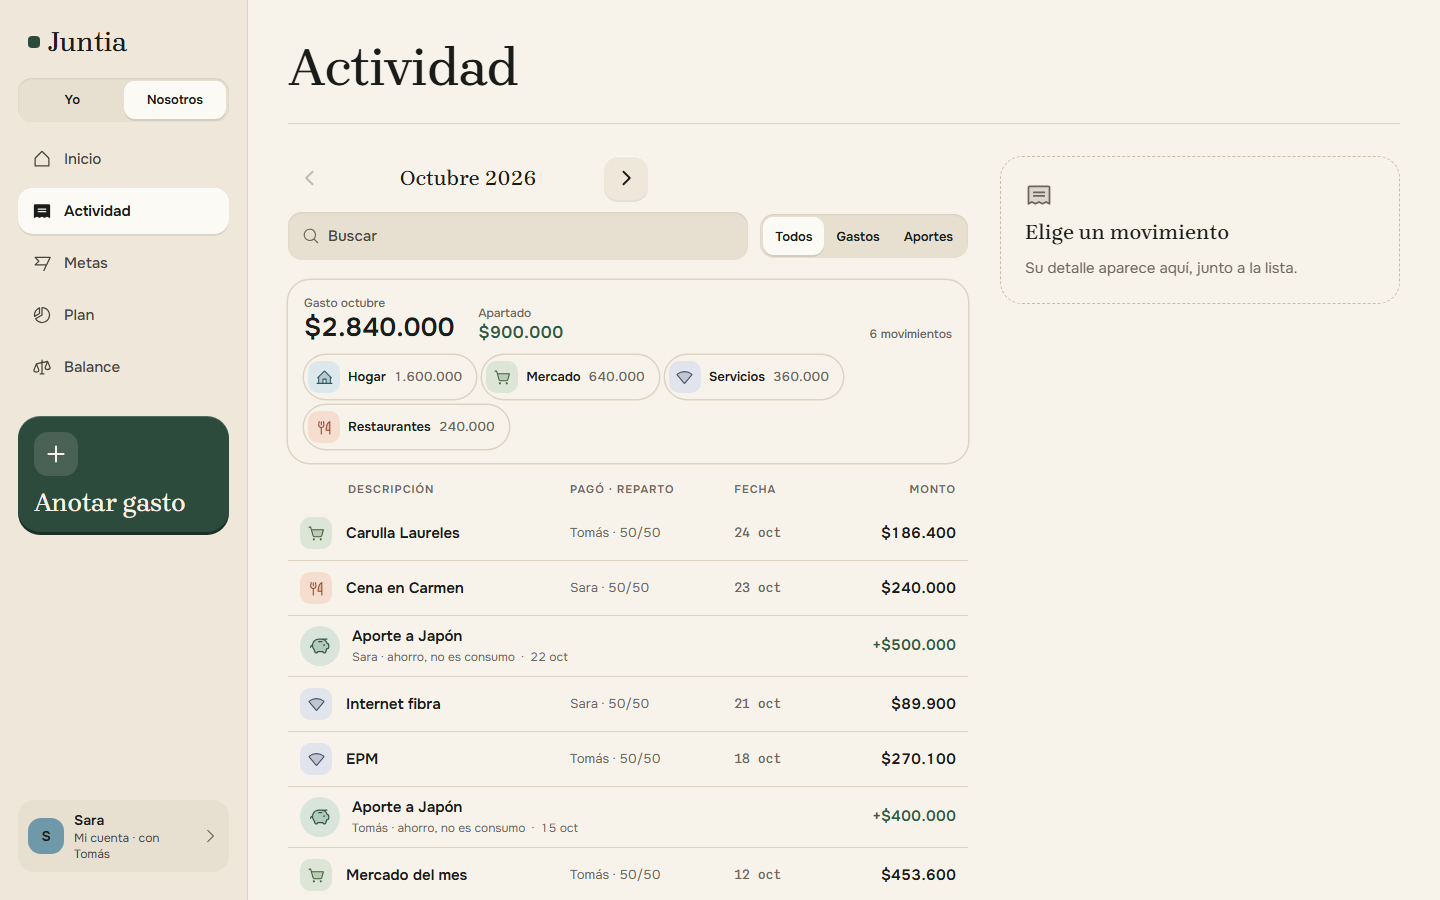 Juntia
Yo
Nosotros
Inicio
Actividad
Metas
Plan
Balance
Anotar gasto
S
Sara
Mi cuenta · con
Tomás
Actividad
Octubre 2026
Buscar
Todos
Gastos
Aportes
Gasto octubre
$2.840.000
Apartado
$900.000
6 movimientos
Hogar 1.600.000
Mercado 640.000
Servicios 360.000
Restaurantes 240.000
DESCRIPCIÓN PAGÓ · REPARTO FECHA MONTO
Carulla Laureles Tomás · 50/50 24 oct $186.400
Cena en Carmen Sara · 50/50 23 oct $240.000
Aporte a Japón +$500.000
Sara · ahorro, no es consumo · 22 oct
Internet fibra Sara · 50/50 21 oct $89.900
EPM Tomás · 50/50 18 oct $270.100
Aporte a Japón +$400.000
Tomás · ahorro, no es consumo · 15 oct
Mercado del mes Tomás · 50/50 12 oct $453.600
Elige un movimiento
Su detalle aparece aquí, junto a la lista.